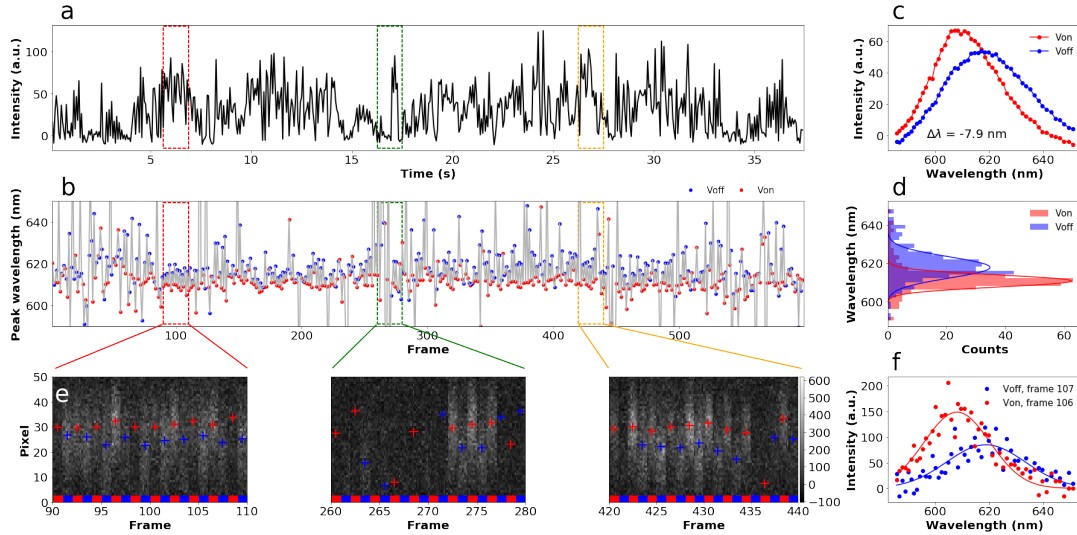 a
Intensity (a.u.)
100
50
0
5
10
15
20
25
30
35
Time (s)
b
Voff
Von
Peak wavelength (nm)
640
620
600
100
200
300
400
500
Frame
c
Intensity (a.u.)
60
40
20
0
Von
Voff
Δλ = -7.9 nm
600
620
640
Wavelength (nm)
d
Wavelength (nm)
640
620
600
Von
Voff
0
20
40
60
Counts
e
Pixel
50
40
30
20
10
0
90
95
100
105
110
Frame
260
265
270
275
280
Frame
420
425
430
435
440
Frame
600
500
400
300
200
100
0
−100
f
Intensity (a.u.)
200
150
100
50
0
Voff, frame 107
Von, frame 106
600
620
640
Wavelength (nm)